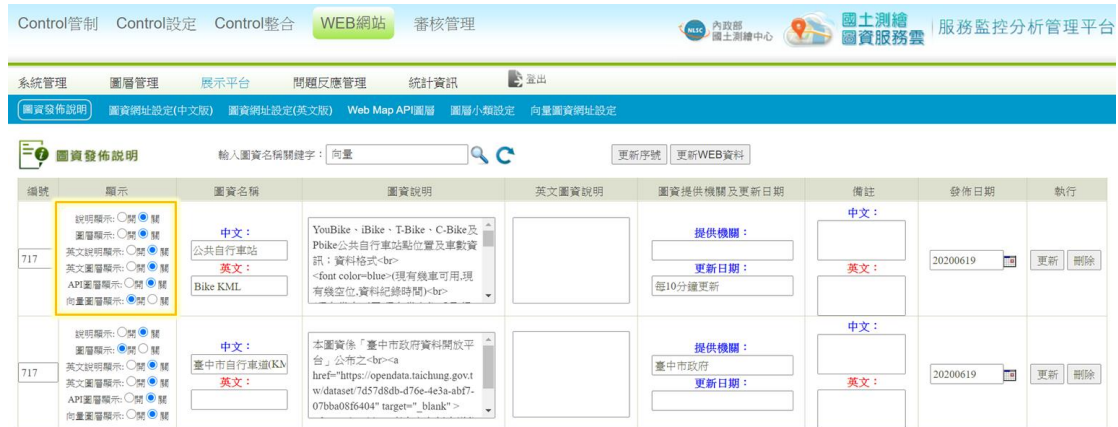 Control管制 Control設定 Control整合 WEB網站 審核管理
NLSC 內政部 國土測繪中心 國土測繪 圖資服務雲 服務監控分析管理平台
系統管理 圖層管理 展示平台 問題反應管理 統計資訊 登出
圖資發佈說明 圖資網址設定(中文版) 圖資網址設定(英文版) Web Map API圖層 圖層小類設定 向量圖資網址設定
圖資發佈說明 輸入圖資名稱關鍵字： 向量 更新序號 更新WEB資料
編號 顯示 圖資名稱 圖資說明 英文圖資說明 圖資提供機關及更新日期 備註 發佈日期 執行
717
說明顯示:○開 關
圖層顯示:○開 關
英文說明顯示:○開 關
英文圖層顯示:○開 關
API圖層顯示:○開 關
向量圖層顯示: 開○關
中文：
公共自行車站
英文：
Bike KML
YouBike、iBike、T-Bike、C-Bike及
Pbike公共自行車站點位置及車數資
訊：資料格式<br>
<font color=blue>(現有幾車可用,現
有幾空位,資料紀錄時間)<br>
提供機關：
更新日期：
每10分鐘更新
中文：
英文：
20200619
更新 刪除
717
說明顯示:○開 關
圖層顯示: 開○關
英文說明顯示:○開 關
英文圖層顯示:○開 關
API圖層顯示:○開 關
向量圖層顯示:○開 關
中文：
臺中市自行車道(KM
英文：
本圖資係「臺中市政府資料開放平
台」公布之<br><a
href="https://opendata.taichung.gov.t
w/dataset/7d57d8db-d76e-4e3a-abf7-
07bba08f6404" target="_blank" >
提供機關：
臺中市政府
更新日期：
中文：
英文：
20200619
更新 刪除